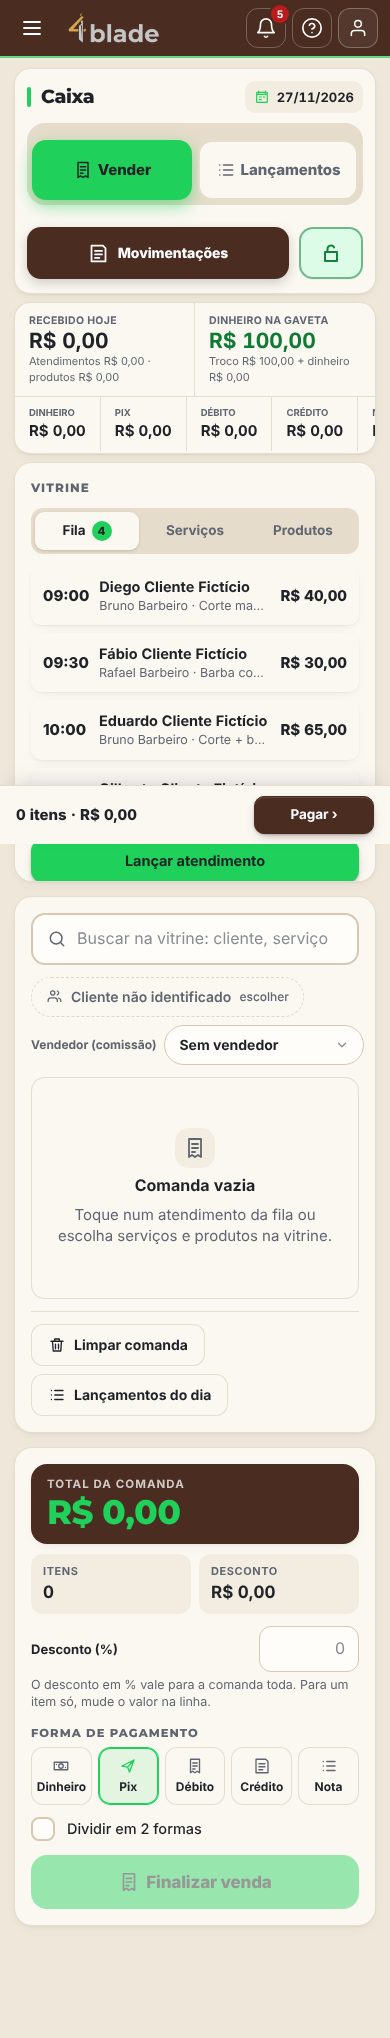 4blade
5
Caixa
27/11/2026
Vender
Lançamentos
Movimentações
RECEBIDO HOJE
R$ 0,00
Atendimentos R$ 0,00 ·
produtos R$ 0,00
DINHEIRO NA GAVETA
R$ 100,00
Troco R$ 100,00 + dinheiro
R$ 0,00
DINHEIRO
R$ 0,00
PIX
R$ 0,00
DÉBITO
R$ 0,00
CRÉDITO
R$ 0,00
VITRINE
Fila 4
Serviços
Produtos
09:00
Diego Cliente Fictício
Bruno Barbeiro · Corte ma...
R$ 40,00
09:30
Fábio Cliente Fictício
Rafael Barbeiro · Barba co...
R$ 30,00
10:00
Eduardo Cliente Fictício
Bruno Barbeiro · Corte + b...
R$ 65,00
0 itens · R$ 0,00
Pagar ›
Lançar atendimento
Buscar na vitrine: cliente, serviço
Cliente não identificado escolher
Vendedor (comissão)
Sem vendedor
Comanda vazia
Toque num atendimento da fila ou
escolha serviços e produtos na vitrine.
Limpar comanda
Lançamentos do dia
TOTAL DA COMANDA
R$ 0,00
ITENS
0
DESCONTO
R$ 0,00
Desconto (%)
0
O desconto em % vale para a comanda toda. Para um
item só, mude o valor na linha.
FORMA DE PAGAMENTO
Dinheiro
Pix
Débito
Crédito
Nota
Dividir em 2 formas
Finalizar venda